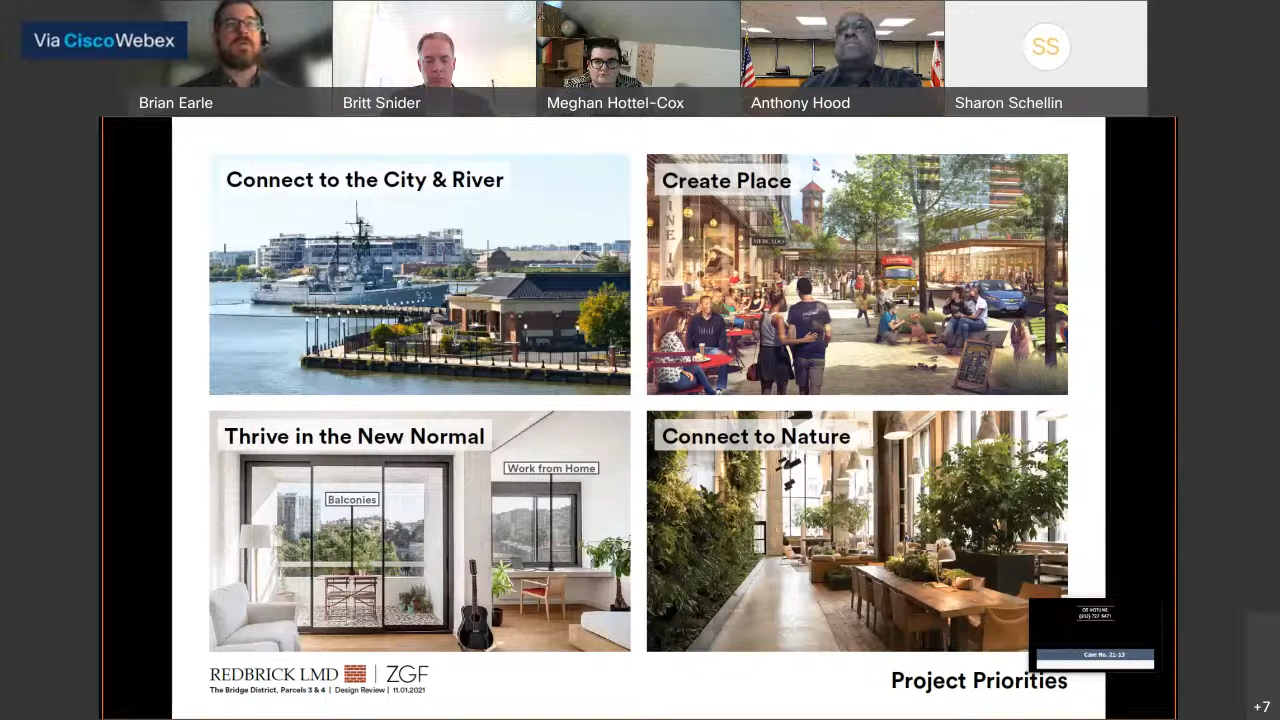 Via CiscoWebex
SS
Brian Earle
Britt Snider
Meghan Hottel-Cox
Anthony Hood
Sharon Schellin
Connect to the City & River
Create Place
MERCADO
Thrive in the New Normal
Work from Home
Balconies
Connect to Nature
Case No. 21-13
REDBRICK LMD | ZGF
The Bridge District, Parcels 3 & 4 | Design Review | 11.01.2021
Project Priorities
+7